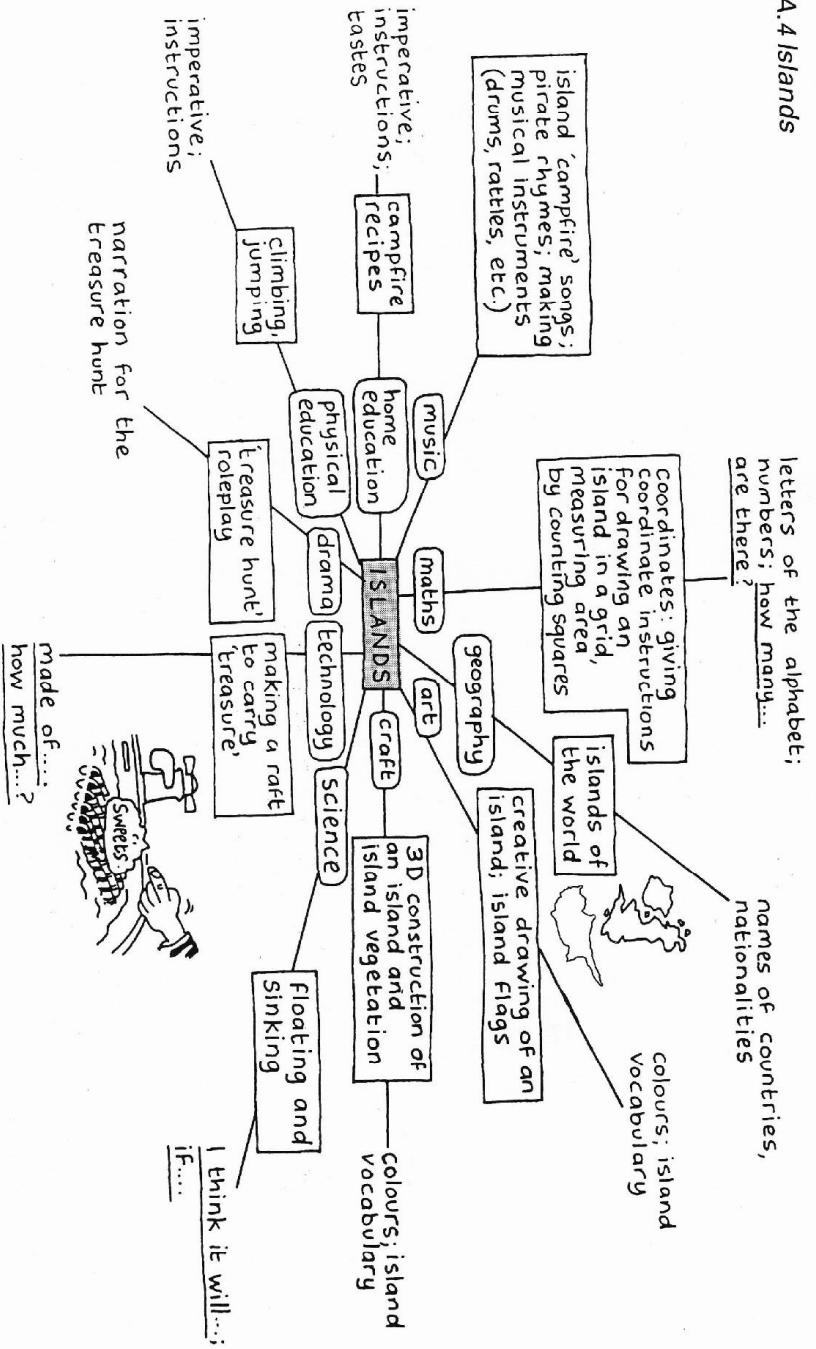 A.4 Islands
letters of the alphabet;
numbers; how many...
are there?
names of countries,
nationalities
island 'campfire' songs;
pirate rhymes; making
musical instruments
(drums, rattles, etc.)
coordinates: giving
coordinate instructions
for drawing an
island in a grid,
measuring area
by counting squares
islands of
the world
colours; island
vocabulary
creative drawing of an
island; island flags
music
maths
geography
art
imperative;
instructions;
tastes
campfire
recipes
home
education
ISLANDS
craft
3D construction of
an island and
island vegetation
colours; island
vocabulary
imperative;
instructions
climbing,
jumping
physical
education
drama
technology
science
floating and
sinking
I think it will...;
if....
narration for the
treasure hunt
'treasure hunt'
roleplay
making a raft
to carry
'treasure'
made of....
how much...?
sweets